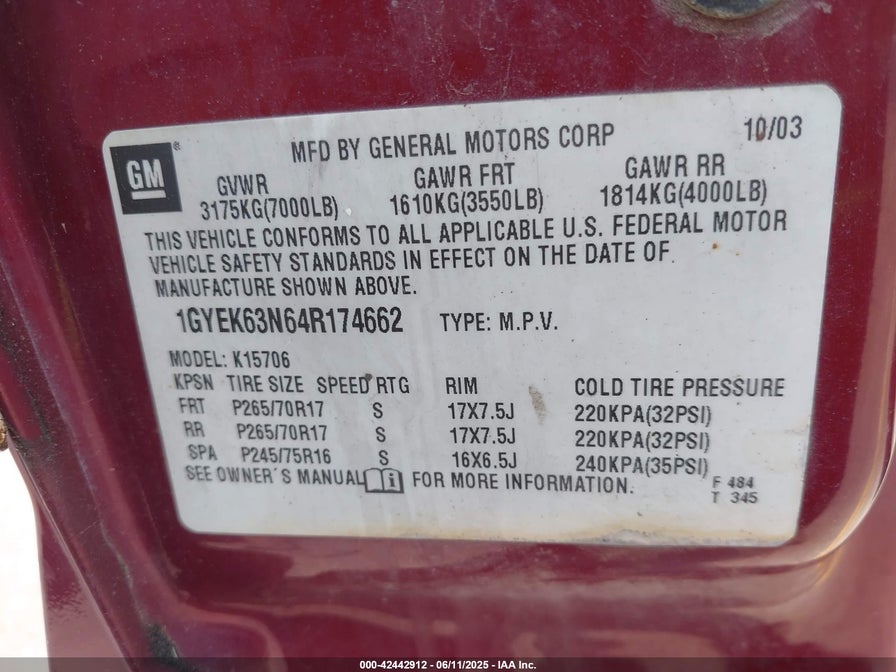 10/03
MFD BY GENERAL MOTORS CORP
GM
GVWR GAWR FRT GAWR RR
3175KG(7000LB) 1610KG(3550LB) 1814KG(4000LB)
THIS VEHICLE CONFORMS TO ALL APPLICABLE U.S. FEDERAL MOTOR
VEHICLE SAFETY STANDARDS IN EFFECT ON THE DATE OF
MANUFACTURE SHOWN ABOVE.
1GYEK63N64R174662 TYPE: M.P.V.
MODEL: K15706
KPSN TIRE SIZE SPEED RTG RIM COLD TIRE PRESSURE
FRT P265/70R17 S 17X7.5J 220KPA(32PSI)
RR P265/70R17 S 17X7.5J 220KPA(32PSI)
SPA P245/75R16 S 16X6.5J 240KPA(35PSI)
SEE OWNER'S MANUAL i FOR MORE INFORMATION.
F 484
T 345
000-42442912 - 06/11/2025 - IAA Inc.